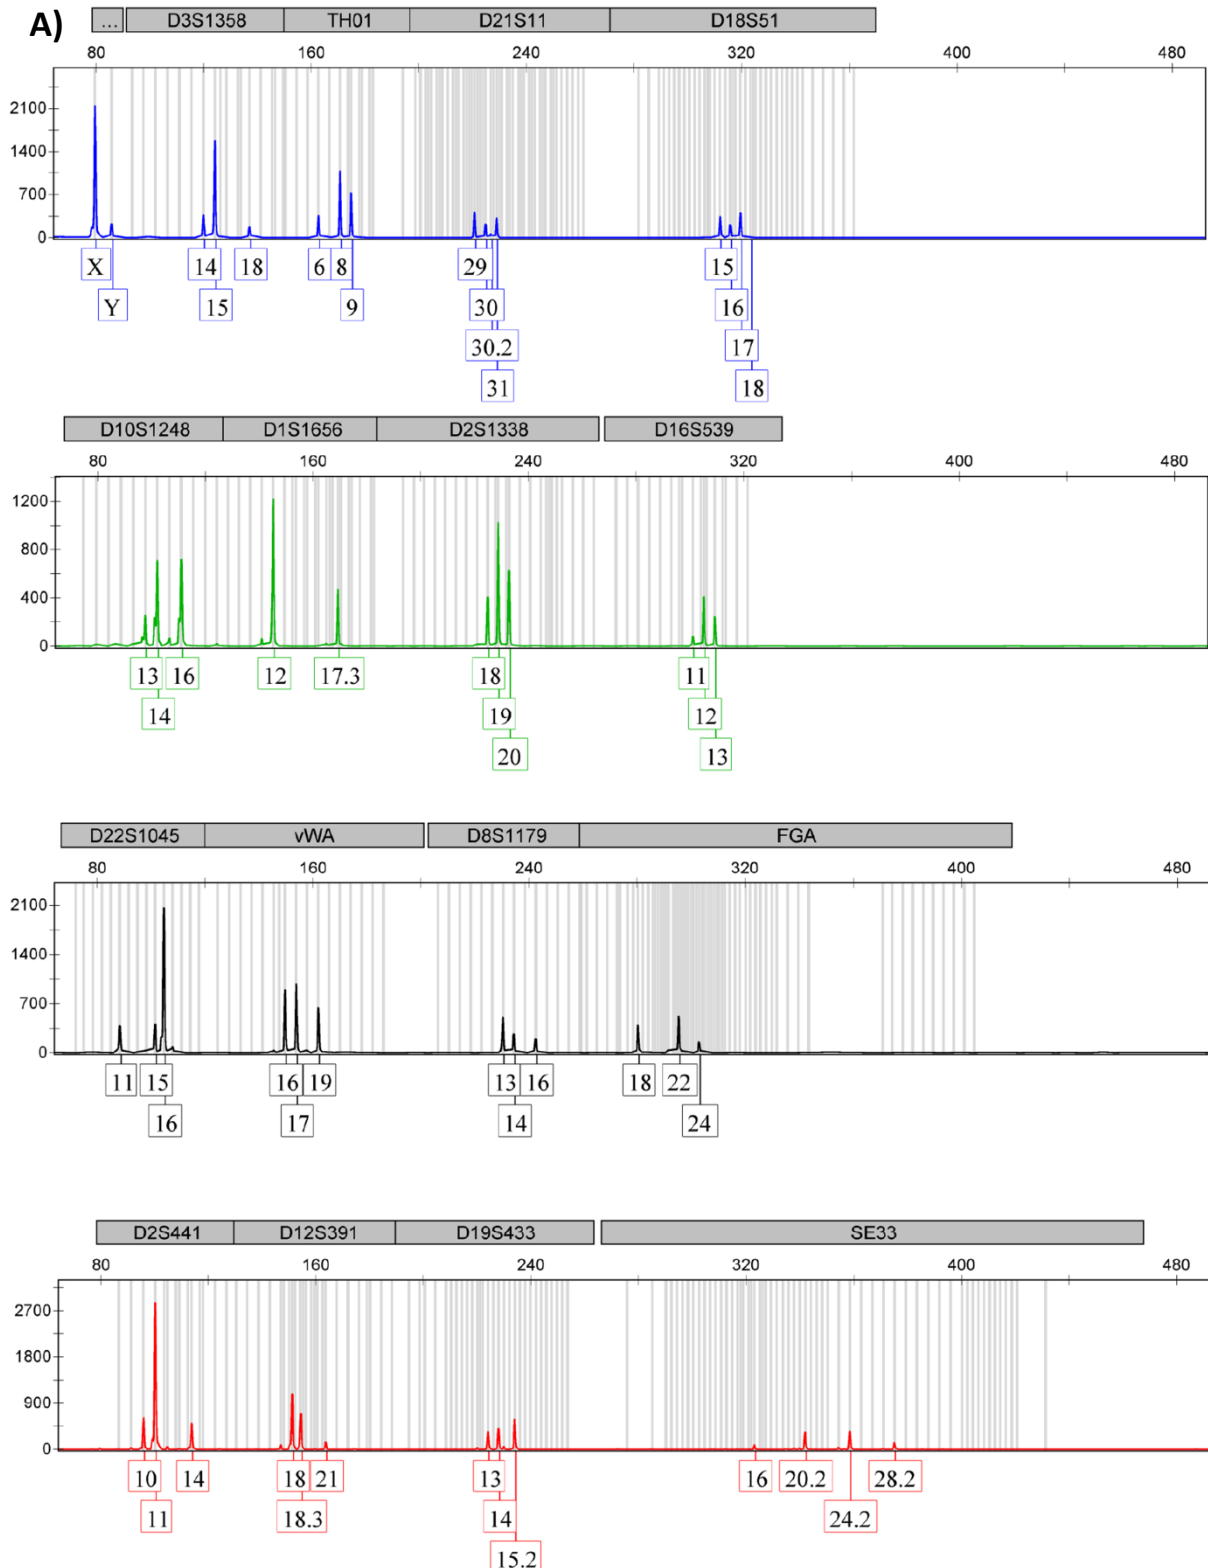 A)
... D3S1358 TH01 D21S11 D18S51
80 160 240 320 400 480
2100
1400
700
0
X 14 18 6 8 29 15
Y 15 9 30 16
30.2 17
31 18
D10S1248 D1S1656 D2S1338 D16S539
80 160 240 320 400 480
1200
800
400
0
13 16 12 17.3 18 11
14 19 12
20 13
D22S1045 vWA D8S1179 FGA
80 160 240 320 400 480
2100
1400
700
0
11 15 16 19 13 16 18 22
16 17 14 24
D2S441 D12S391 D19S433 SE33
80 160 240 320 400 480
2700
1800
900
0
10 14 18 21 13 16 20.2 28.2
11 18.3 14 24.2
15.2